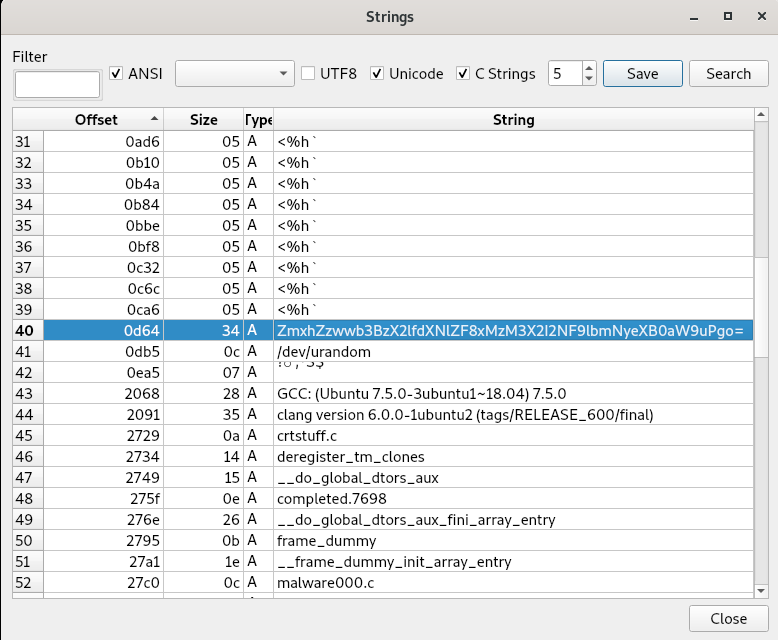 Strings
Filter
ANSI UTF8 Unicode C Strings 5 Save Search
Offset Size Type String
31 0ad6 05 A <%h`
32 0b10 05 A <%h`
33 0b4a 05 A <%h`
34 0b84 05 A <%h`
35 0bbe 05 A <%h`
36 0bf8 05 A <%h`
37 0c32 05 A <%h`
38 0c6c 05 A <%h`
39 0ca6 05 A <%h`
40 0d64 34 A ZmxhZzwwb3BzX2lfdXNlZF8xMzM3X2I2NF9lbmNyeXB0aW9uPgo=
41 0db5 0c A /dev/urandom
42 0ea5 07 A
43 2068 28 A GCC: (Ubuntu 7.5.0-3ubuntu1~18.04) 7.5.0
44 2091 35 A clang version 6.0.0-1ubuntu2 (tags/RELEASE_600/final)
45 2729 0a A crtstuff.c
46 2734 14 A deregister_tm_clones
47 2749 15 A __do_global_dtors_aux
48 275f 0e A completed.7698
49 276e 26 A __do_global_dtors_aux_fini_array_entry
50 2795 0b A frame_dummy
51 27a1 1e A __frame_dummy_init_array_entry
52 27c0 0c A malware000.c
Close